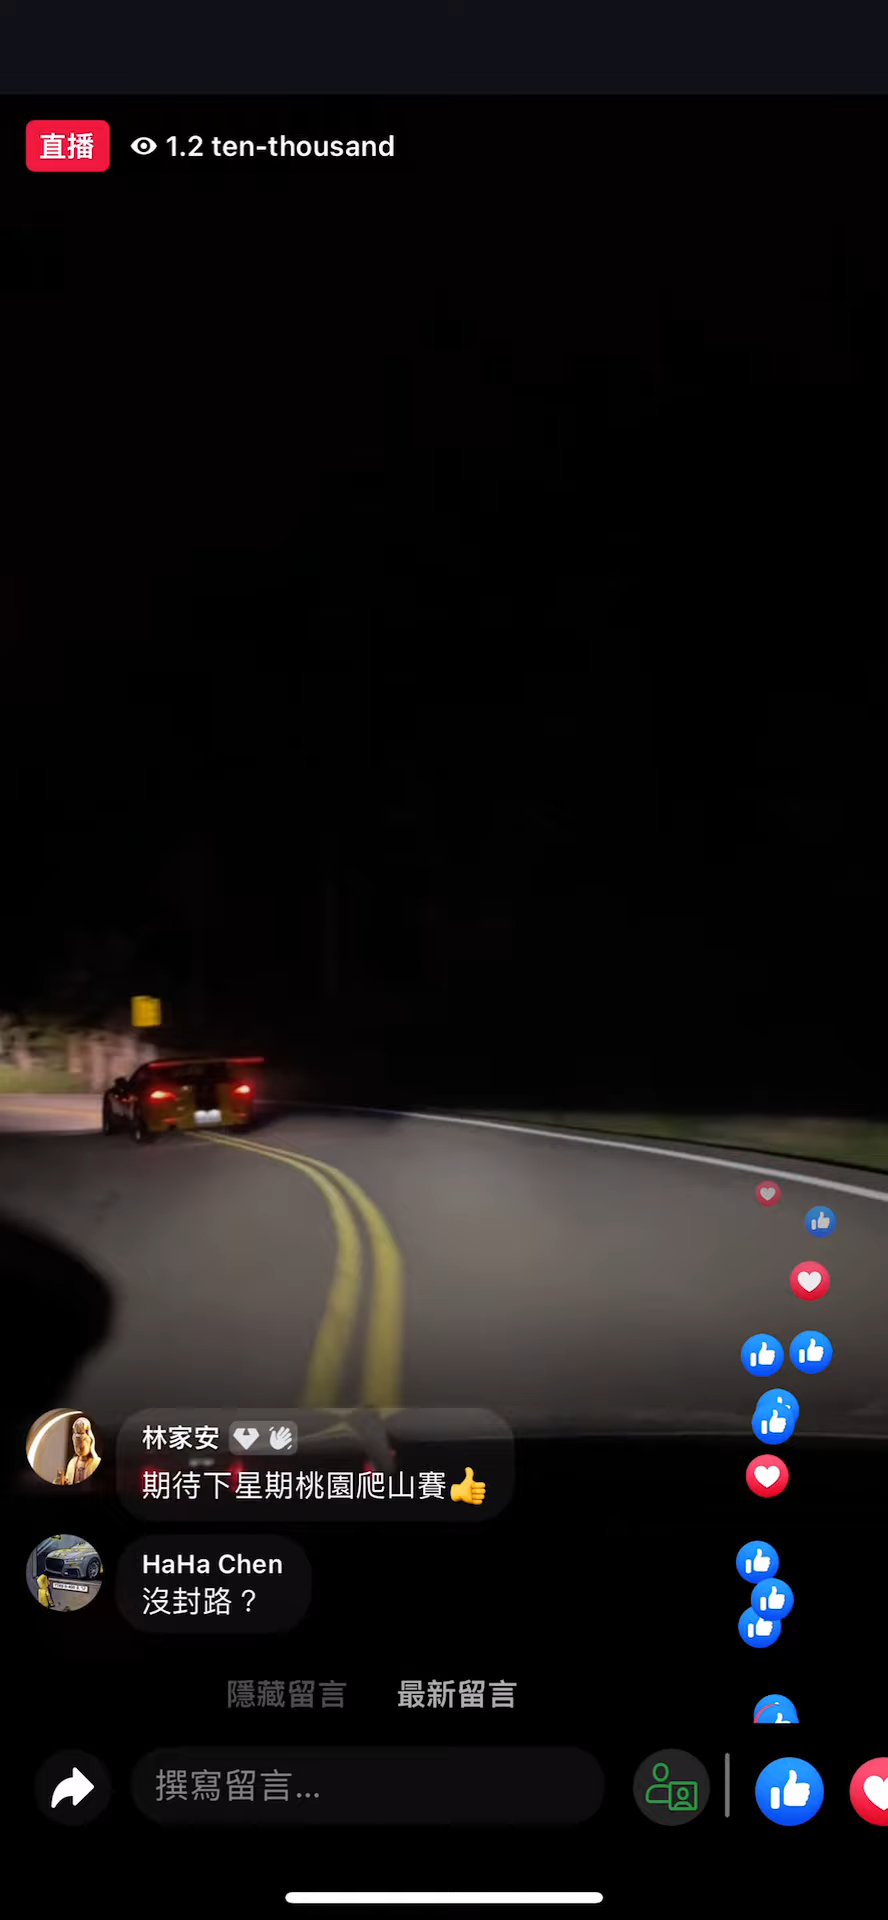 直播
1.2 ten-thousand
林家安
期待下星期桃園爬山賽👍
HaHa Chen
沒封路？
隱藏留言 最新留言
撰寫留言...